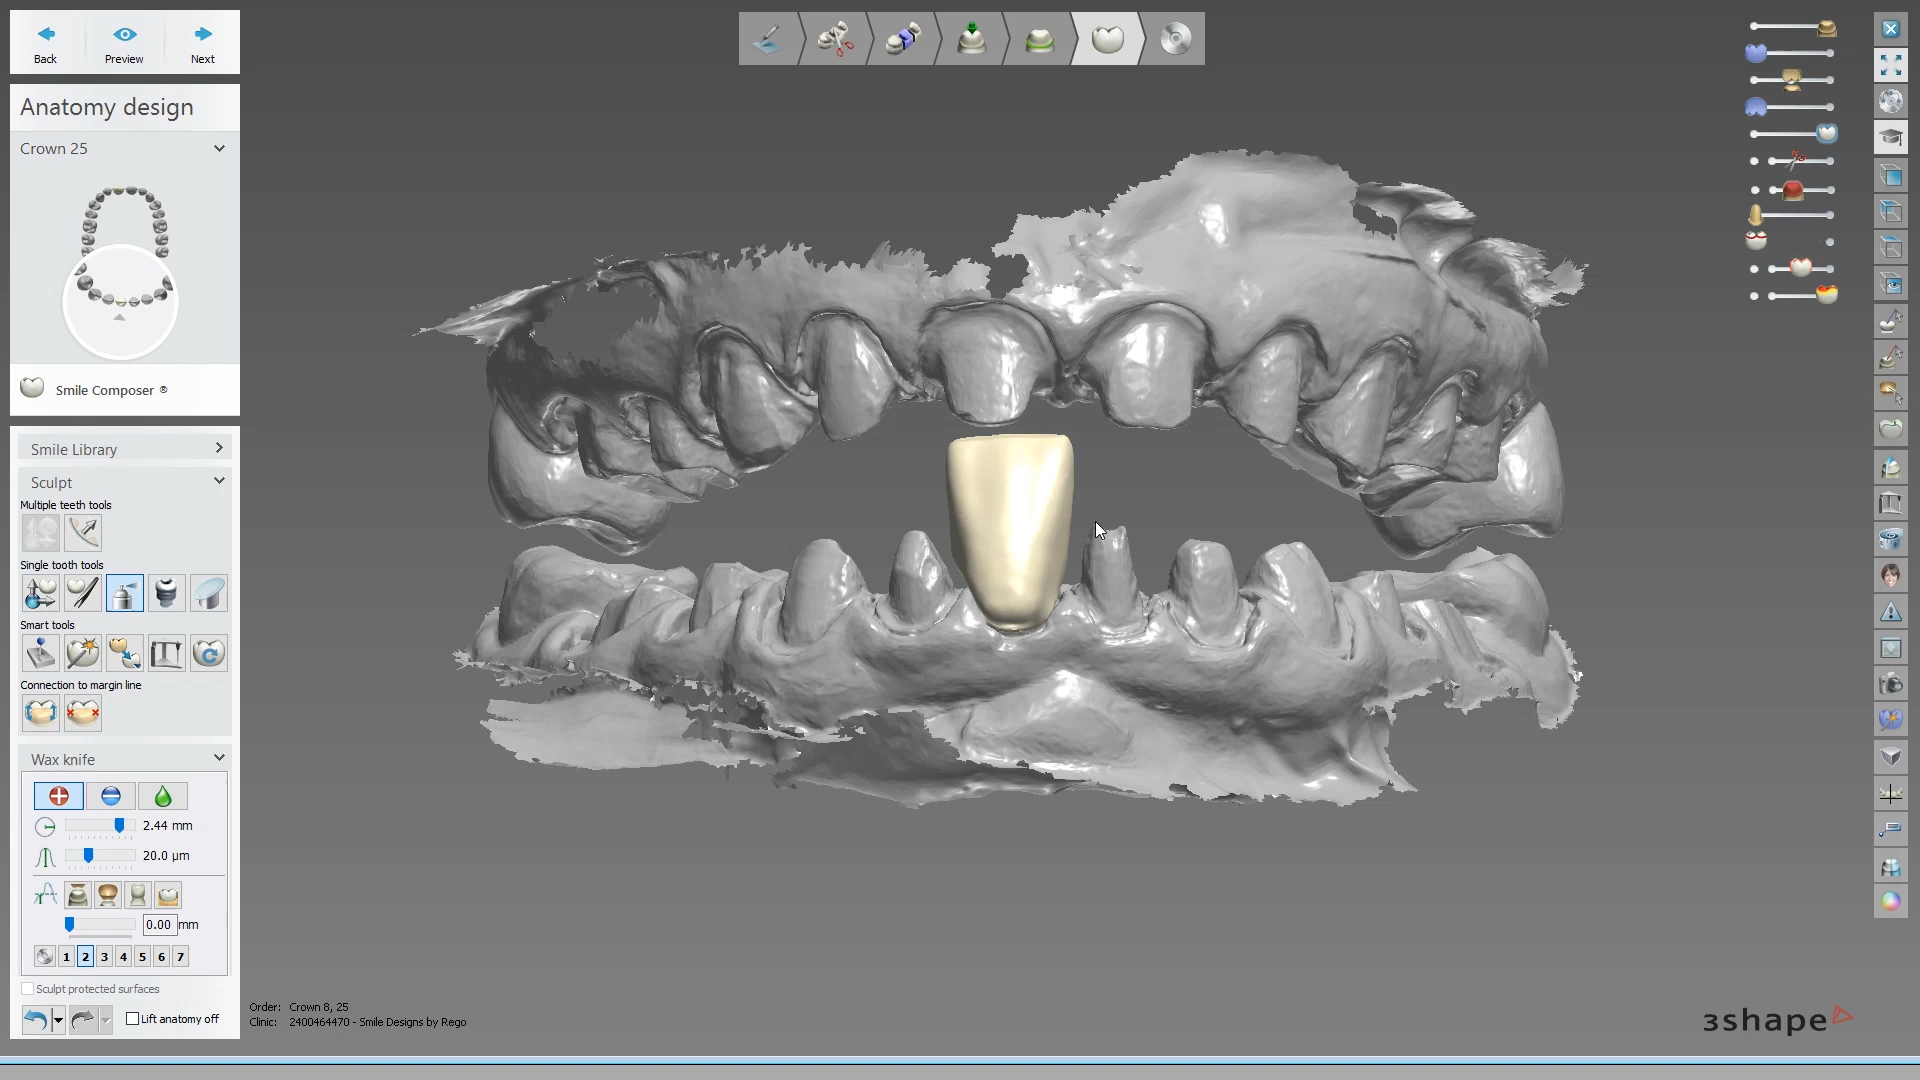 Back
Preview
Next
Anatomy design
Crown 25
Smile Composer ®
Smile Library
Sculpt
Multiple teeth tools
Single tooth tools
Smart tools
Connection to margin line
Wax knife
2.44 mm
20.0 µm
0.00 mm
1 2 3 4 5 6 7
Sculpt protected surfaces
Lift anatomy off
Order: Crown 8, 25
Clinic: 2400464470 - Smile Designs by Rego
3shape